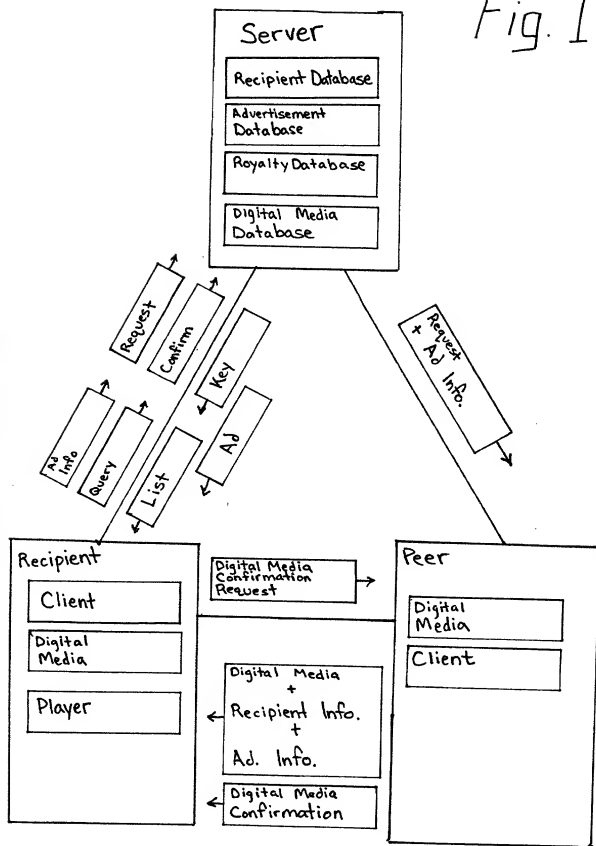 Fig. 1
Server
Recipient Database
Advertisement
Database
Royalty Database
Digital Media
Database
Request
Confirm
Key
Ad Info
Query
List
Ad
Request
+ Ad Info.
Recipient
Client
Digital
Media
Player
Digital Media
Confirmation
Request
Digital Media
+
Recipient Info.
+
Ad. Info.
Digital Media
Confirmation
Peer
Digital
Media
Client